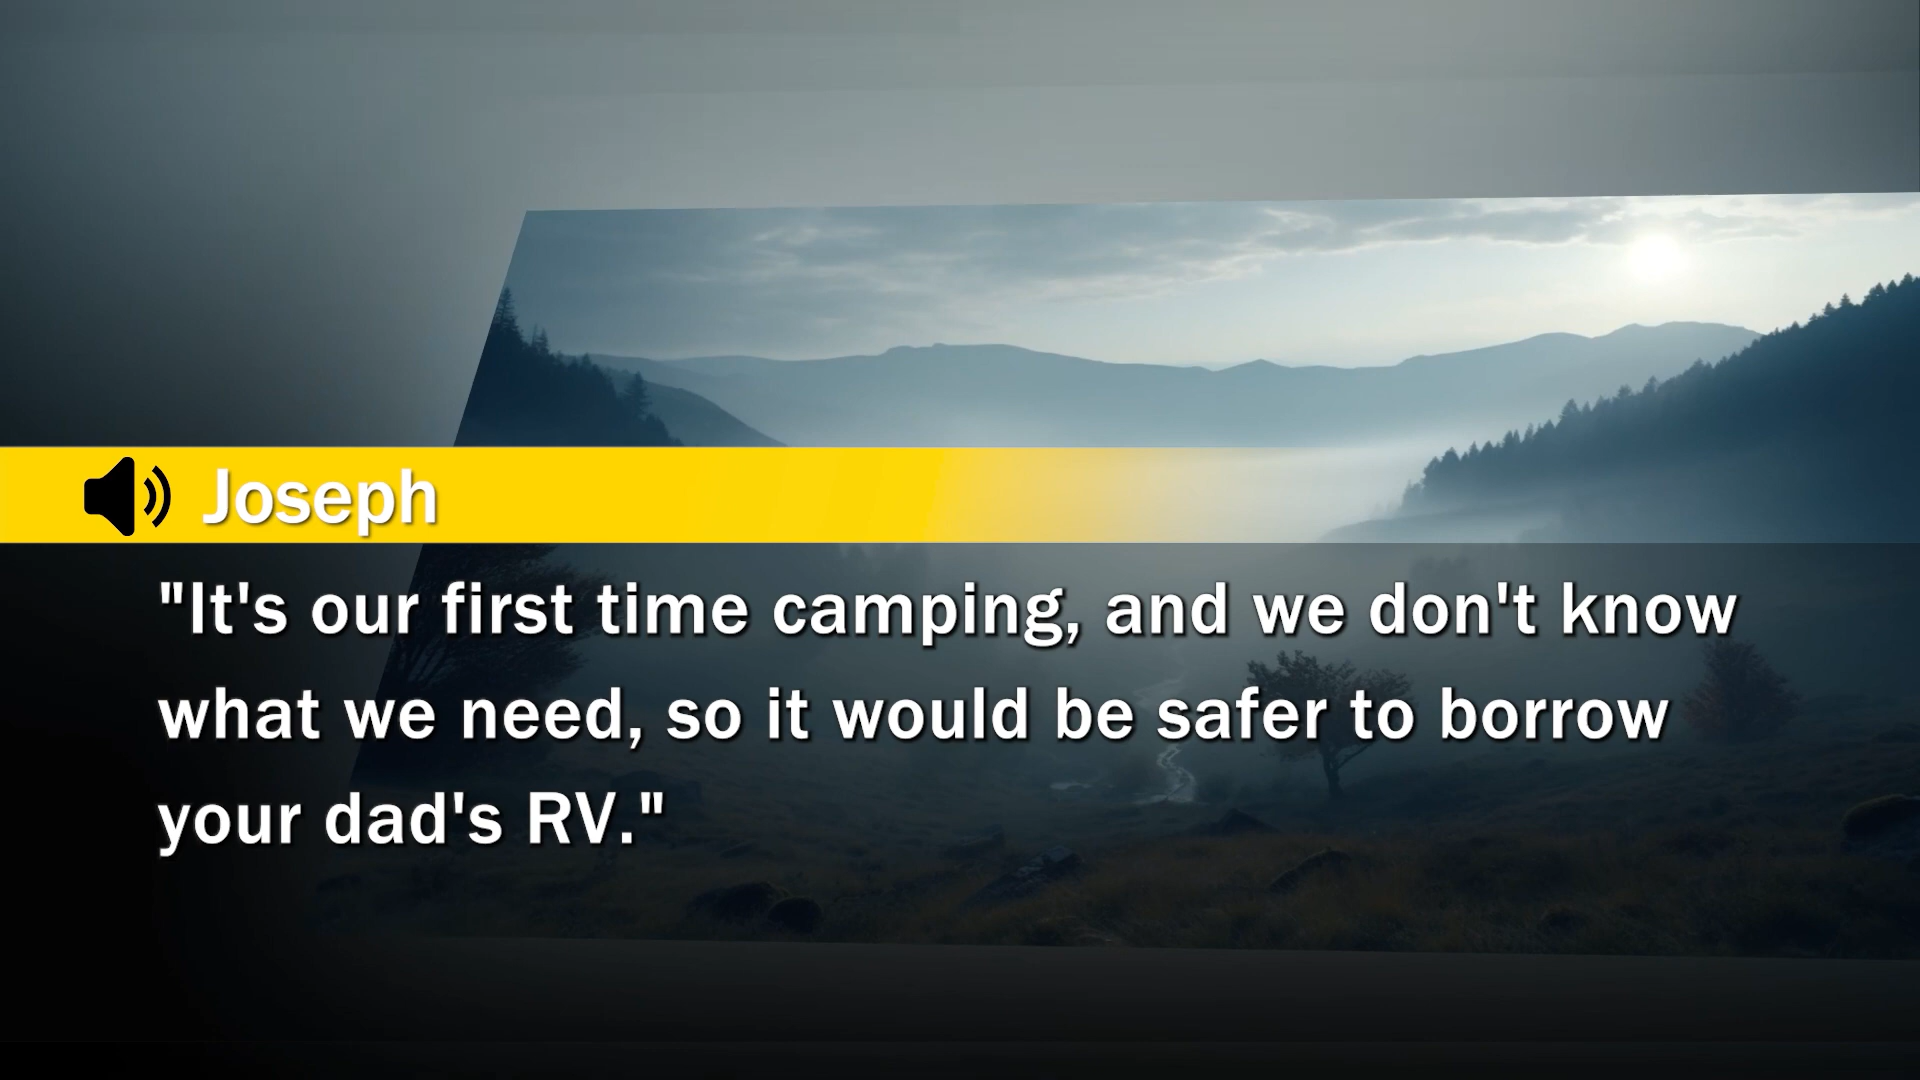 Joseph
"It's our first time camping, and we don't know
what we need, so it would be safer to borrow
your dad's RV."